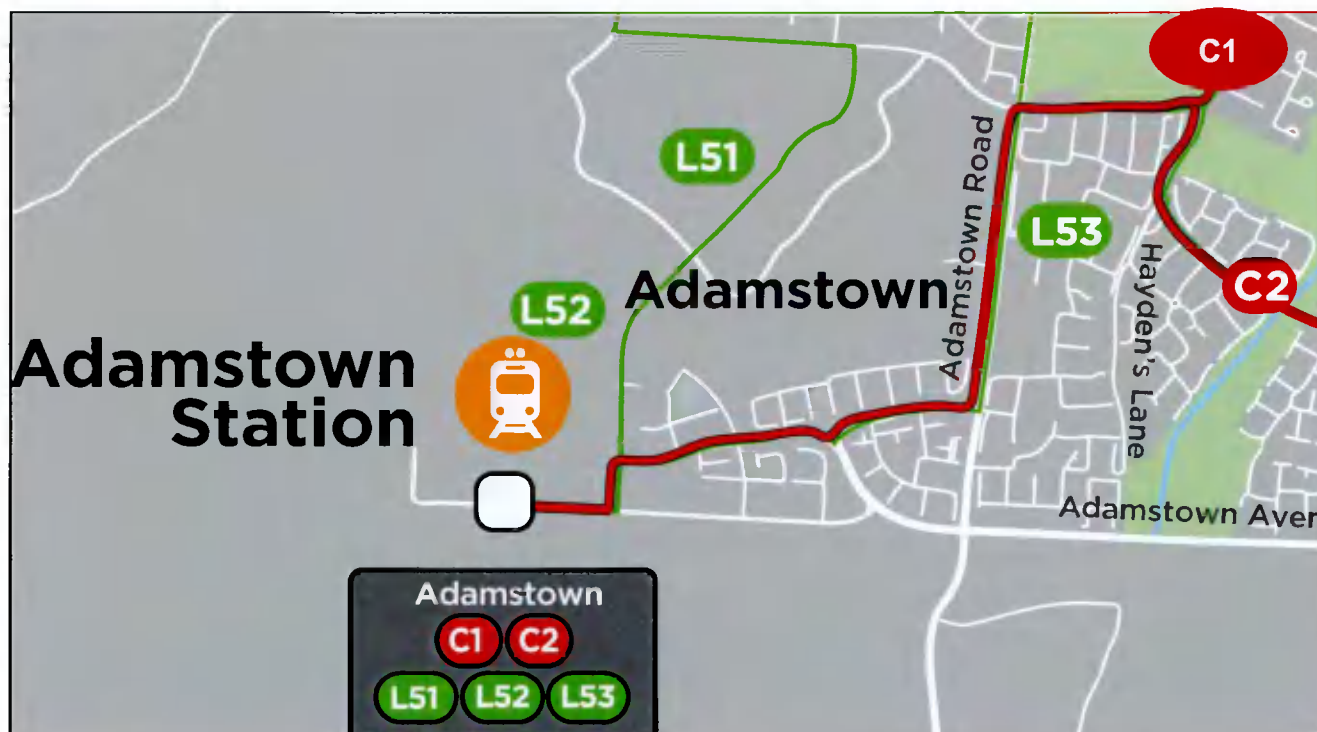 C1
L51
Adamstown Road
L53
Hayden's Lane
C2
Adamstown
L52
Adamstown
Station
Adamstown Aven
Adamstown
C1 C2
L51 L52 L53